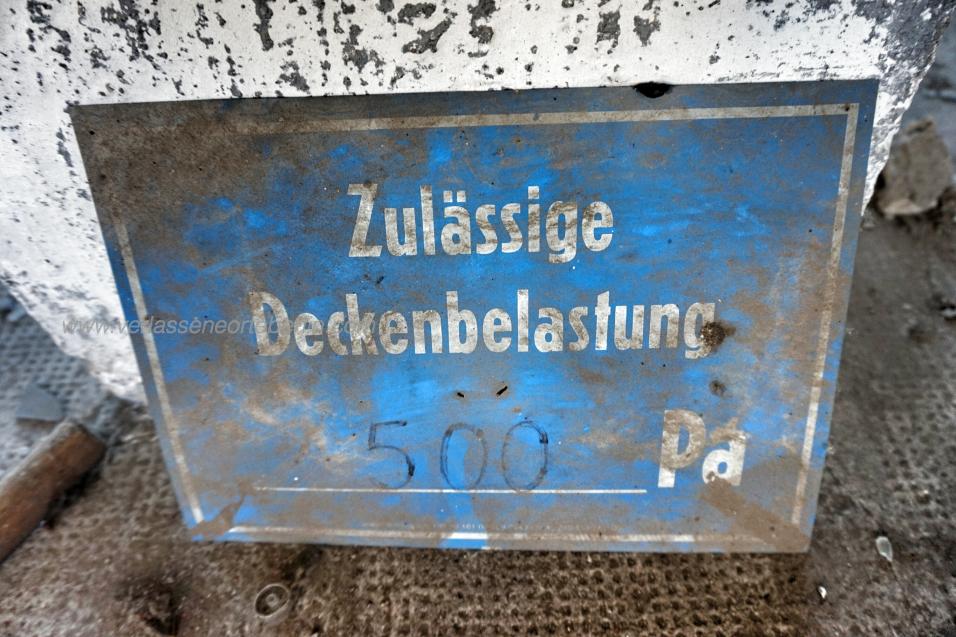 Zulässige
Deckenbelastung
500 Pa